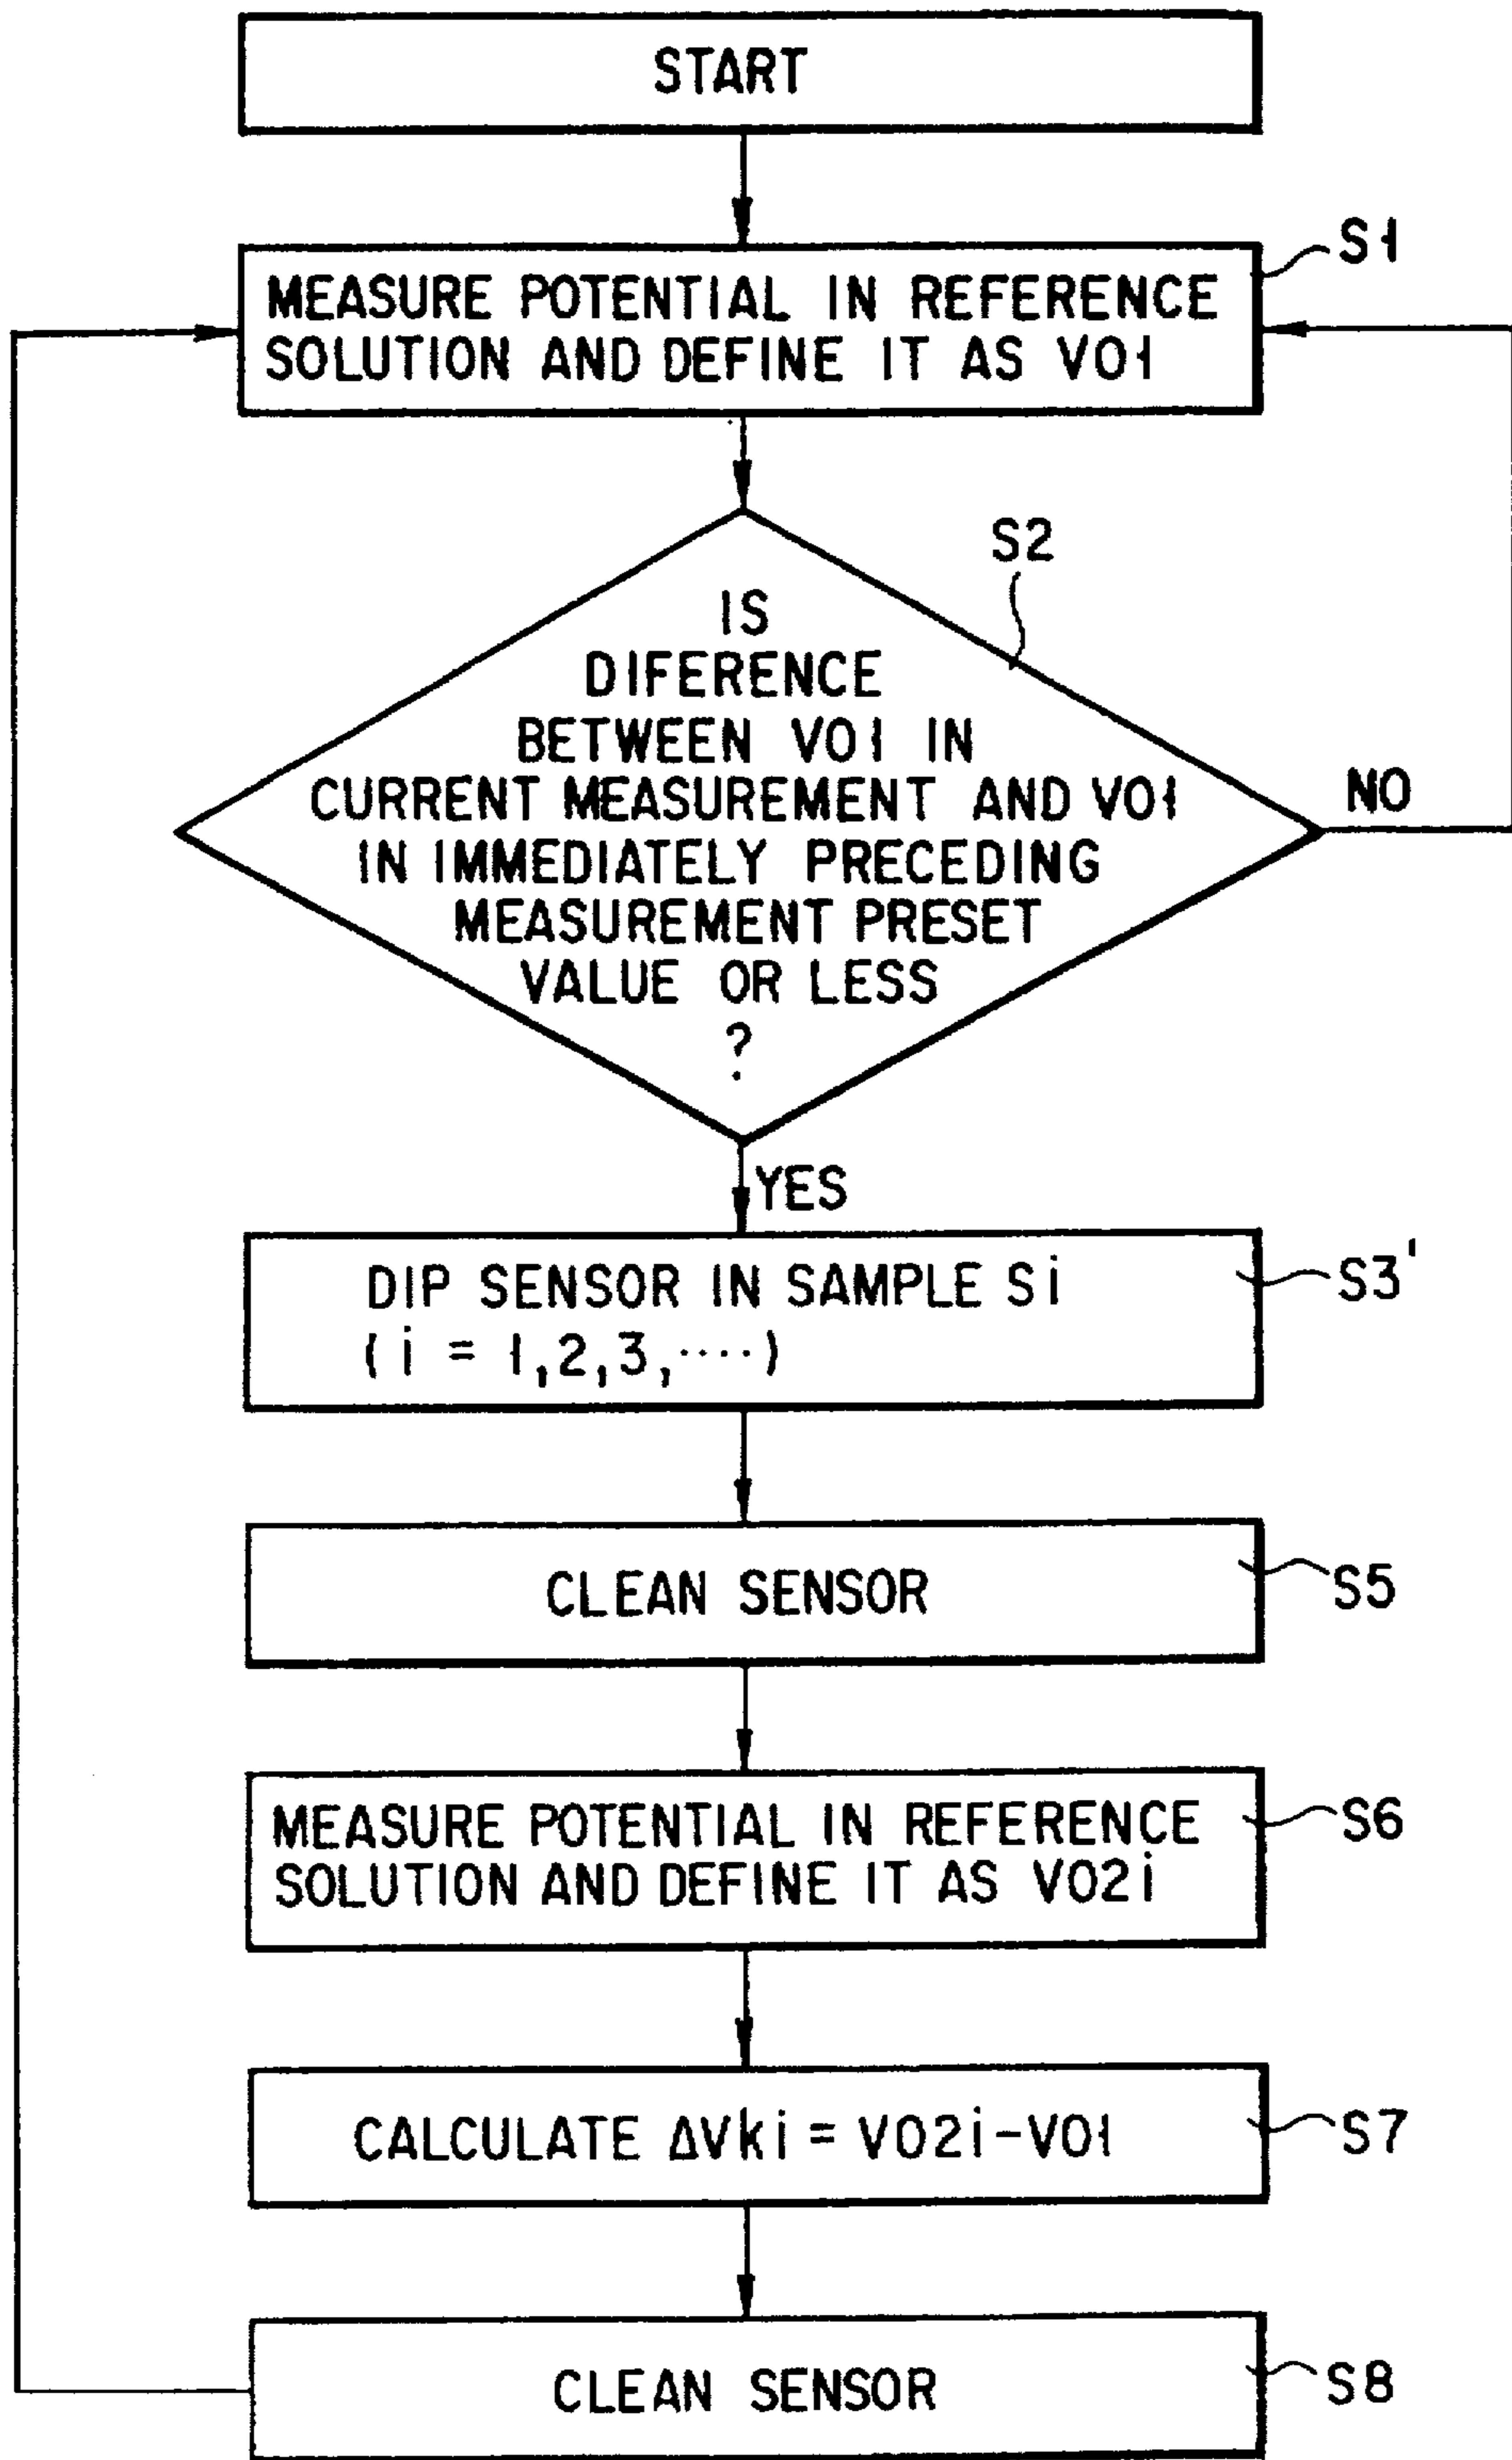 START
S1
MEASURE POTENTIAL IN REFERENCE
SOLUTION AND DEFINE IT AS V01
S2
IS
DIFERENCE
BETWEEN V01 IN
CURRENT MEASUREMENT AND V01
IN IMMEDIATELY PRECEDING
MEASUREMENT PRESET
VALUE OR LESS
?
NO
YES
DIP SENSOR IN SAMPLE Si
(i = 1,2,3,····)
S3'
CLEAN SENSOR
S5
MEASURE POTENTIAL IN REFERENCE
SOLUTION AND DEFINE IT AS V02i
S6
CALCULATE ΔVki = V02i-V01
S7
CLEAN SENSOR
S8